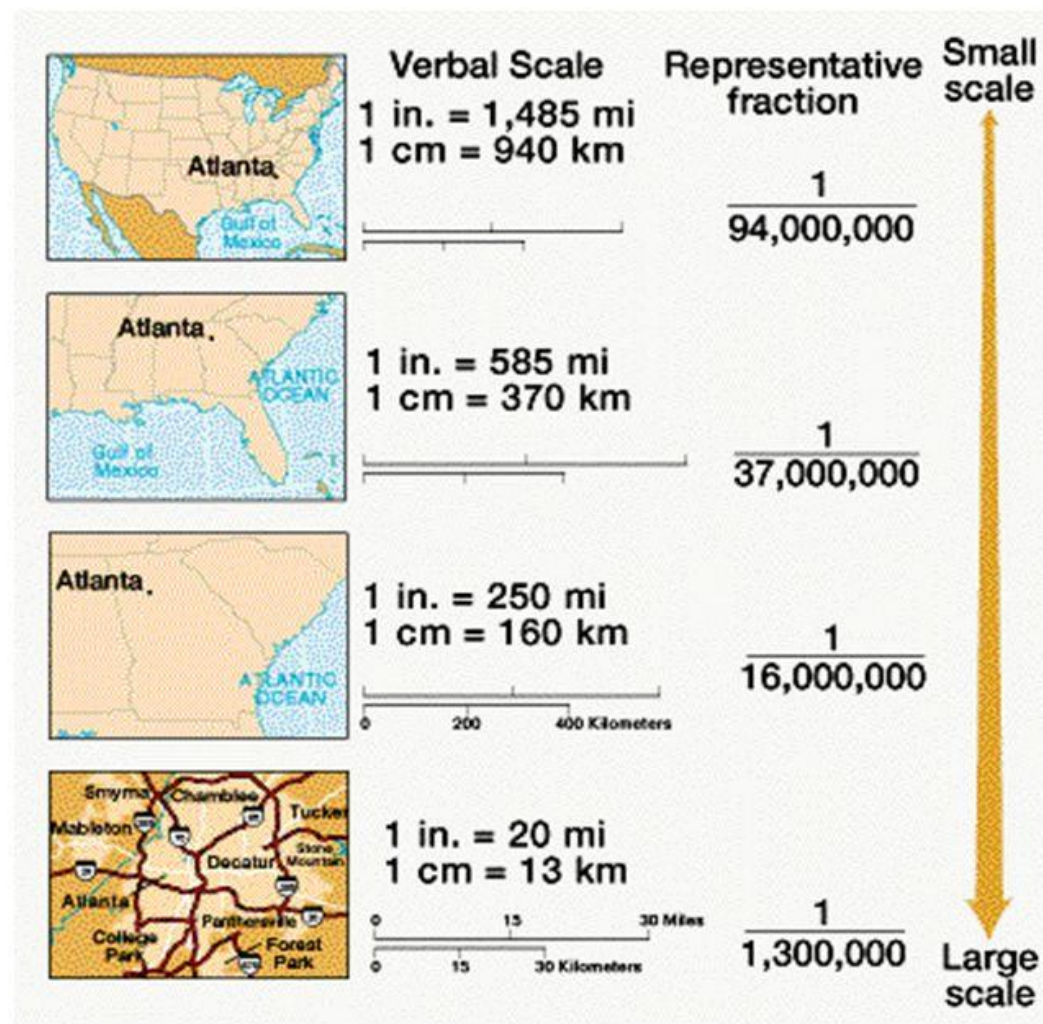 Verbal Scale
Representative
fraction
Small
scale
Atlanta
Gulf of
Mexico
1 in. = 1,485 mi
1 cm = 940 km
1
94,000,000
Atlanta
ATLANTIC
OCEAN
Gulf of
Mexico
1 in. = 585 mi
1 cm = 370 km
1
37,000,000
Atlanta
ATLANTIC
OCEAN
1 in. = 250 mi
1 cm = 160 km
0 200 400 Kilometers
1
16,000,000
Smyrna Chamblee
Tucker
Mableton
Stone
Mountain
Decatur
Atlanta
Panthersville
College
Park
Forest
Park
1 in. = 20 mi
1 cm = 13 km
0 15 30 Miles
0 15 30 Kilometers
1
1,300,000
Large
scale